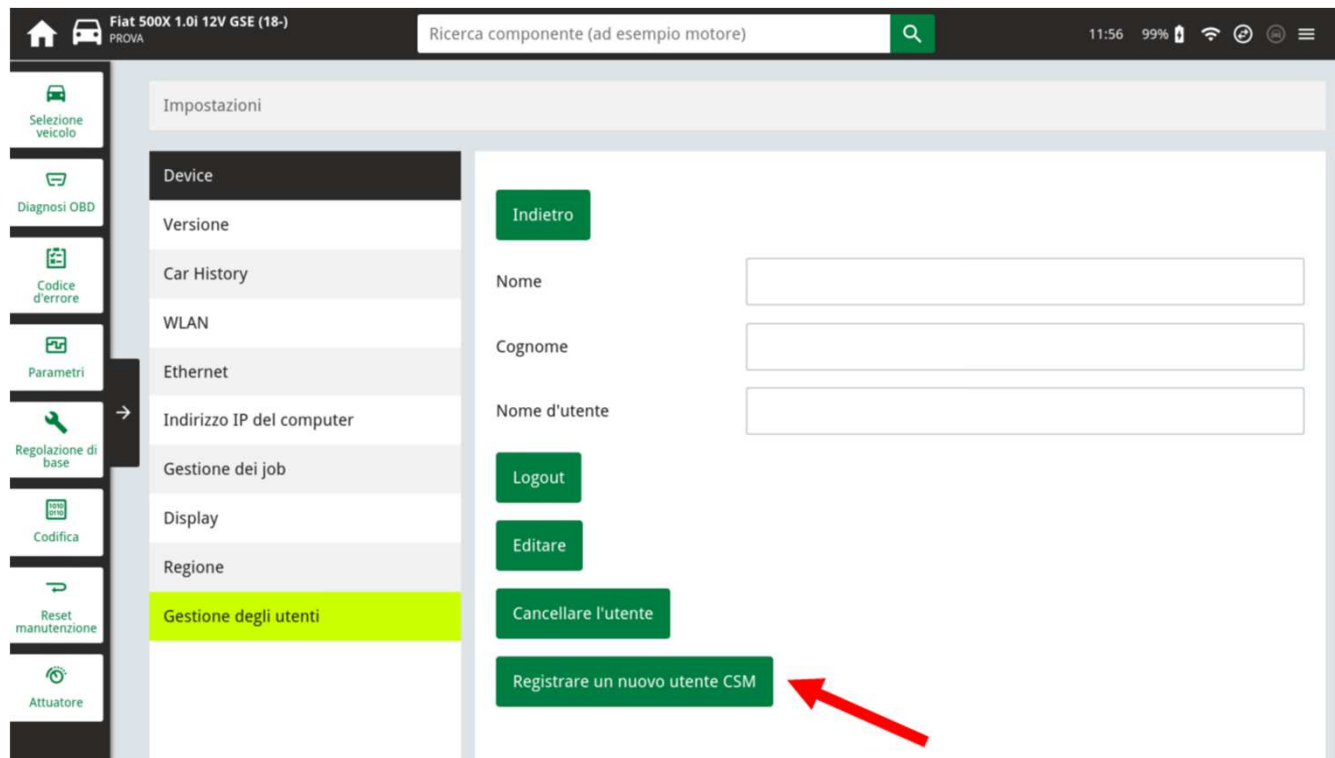 Fiat 500X 1.0i 12V GSE (18-)
PROVA
Ricerca componente (ad esempio motore)
11:56 99%
Selezione
veicolo
Diagnosi OBD
Codice
d'errore
Parametri
Regolazione di
base
Codifica
Reset
manutenzione
Attuatore
Impostazioni
Device
Versione
Car History
WLAN
Ethernet
Indirizzo IP del computer
Gestione dei job
Display
Regione
Gestione degli utenti
Indietro
Nome
Cognome
Nome d'utente
Logout
Editare
Cancellare l'utente
Registrare un nuovo utente CSM